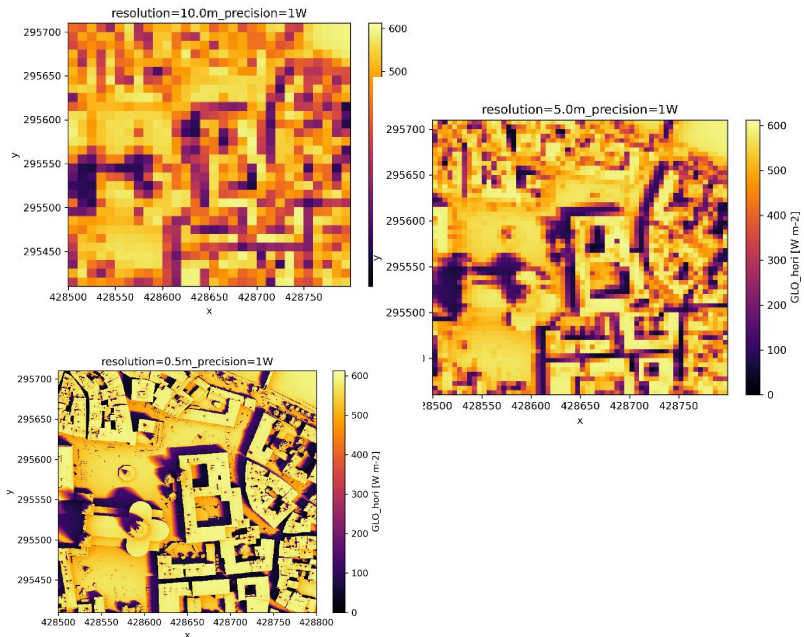 resolution=10.0m_precision=1W
295700
295650
295600
295550
295500
295450
y
428500 428550 428600 428650 428700 428750
x
600
500
y
resolution=5.0m_precision=1W
295700
295650
295600
295550
295500
y
428550 428600 428650 428700 428750
x
600
500
400
300
200
100
0
GLO_hori [W m-2]
resolution=0.5m_precision=1W
295700
295650
295600
295550
295500
295450
y
428500 428550 428600 428650 428700 428750 428800
x
600
500
400
300
200
100
0
GLO_hori [W m-2]